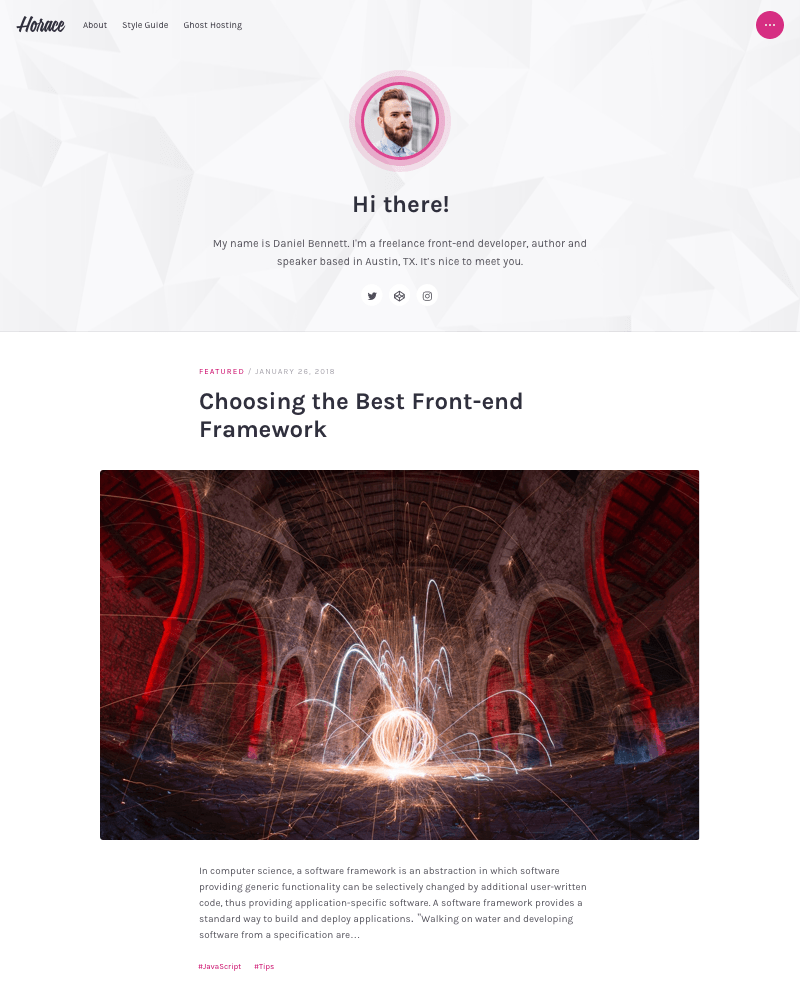 Horace
About Style Guide Ghost Hosting
Hi there!
My name is Daniel Bennett. I'm a freelance front-end developer, author and
speaker based in Austin, TX. It's nice to meet you.
FEATURED / JANUARY 26, 2018
Choosing the Best Front-end
Framework
In computer science, a software framework is an abstraction in which software
providing generic functionality can be selectively changed by additional user-written
code, thus providing application-specific software. A software framework provides a
standard way to build and deploy applications. "Walking on water and developing
software from a specification are…
#JavaScript #Tips